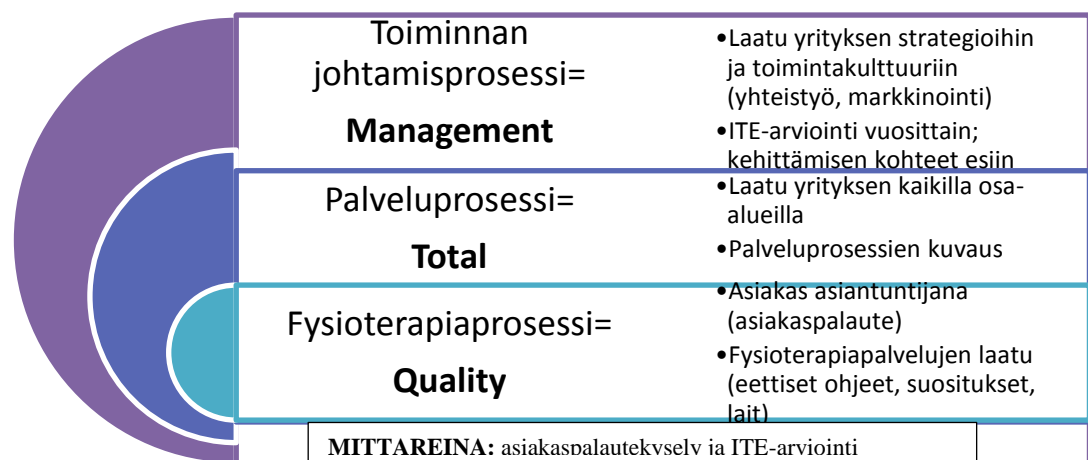 Toiminnan
johtamisprosessi=
Management
•Laatu yrityksen strategioihin
ja toimintakulttuuriin
(yhteistyö, markkinointi)
•ITE-arviointi vuosittain;
kehittämisen kohteet esiin
Palveluprosessi=
Total
•Laatu yrityksen kaikilla osa-
alueilla
•Palveluprosessien kuvaus
Fysioterapiaprosessi=
Quality
•Asiakas asiantuntijana
(asiakaspalaute)
•Fysioterapiapalvelujen laatu
(eettiset ohjeet, suositukset,
lait)
MITTAREINA: asiakaspalautekysely ja ITE-arviointi